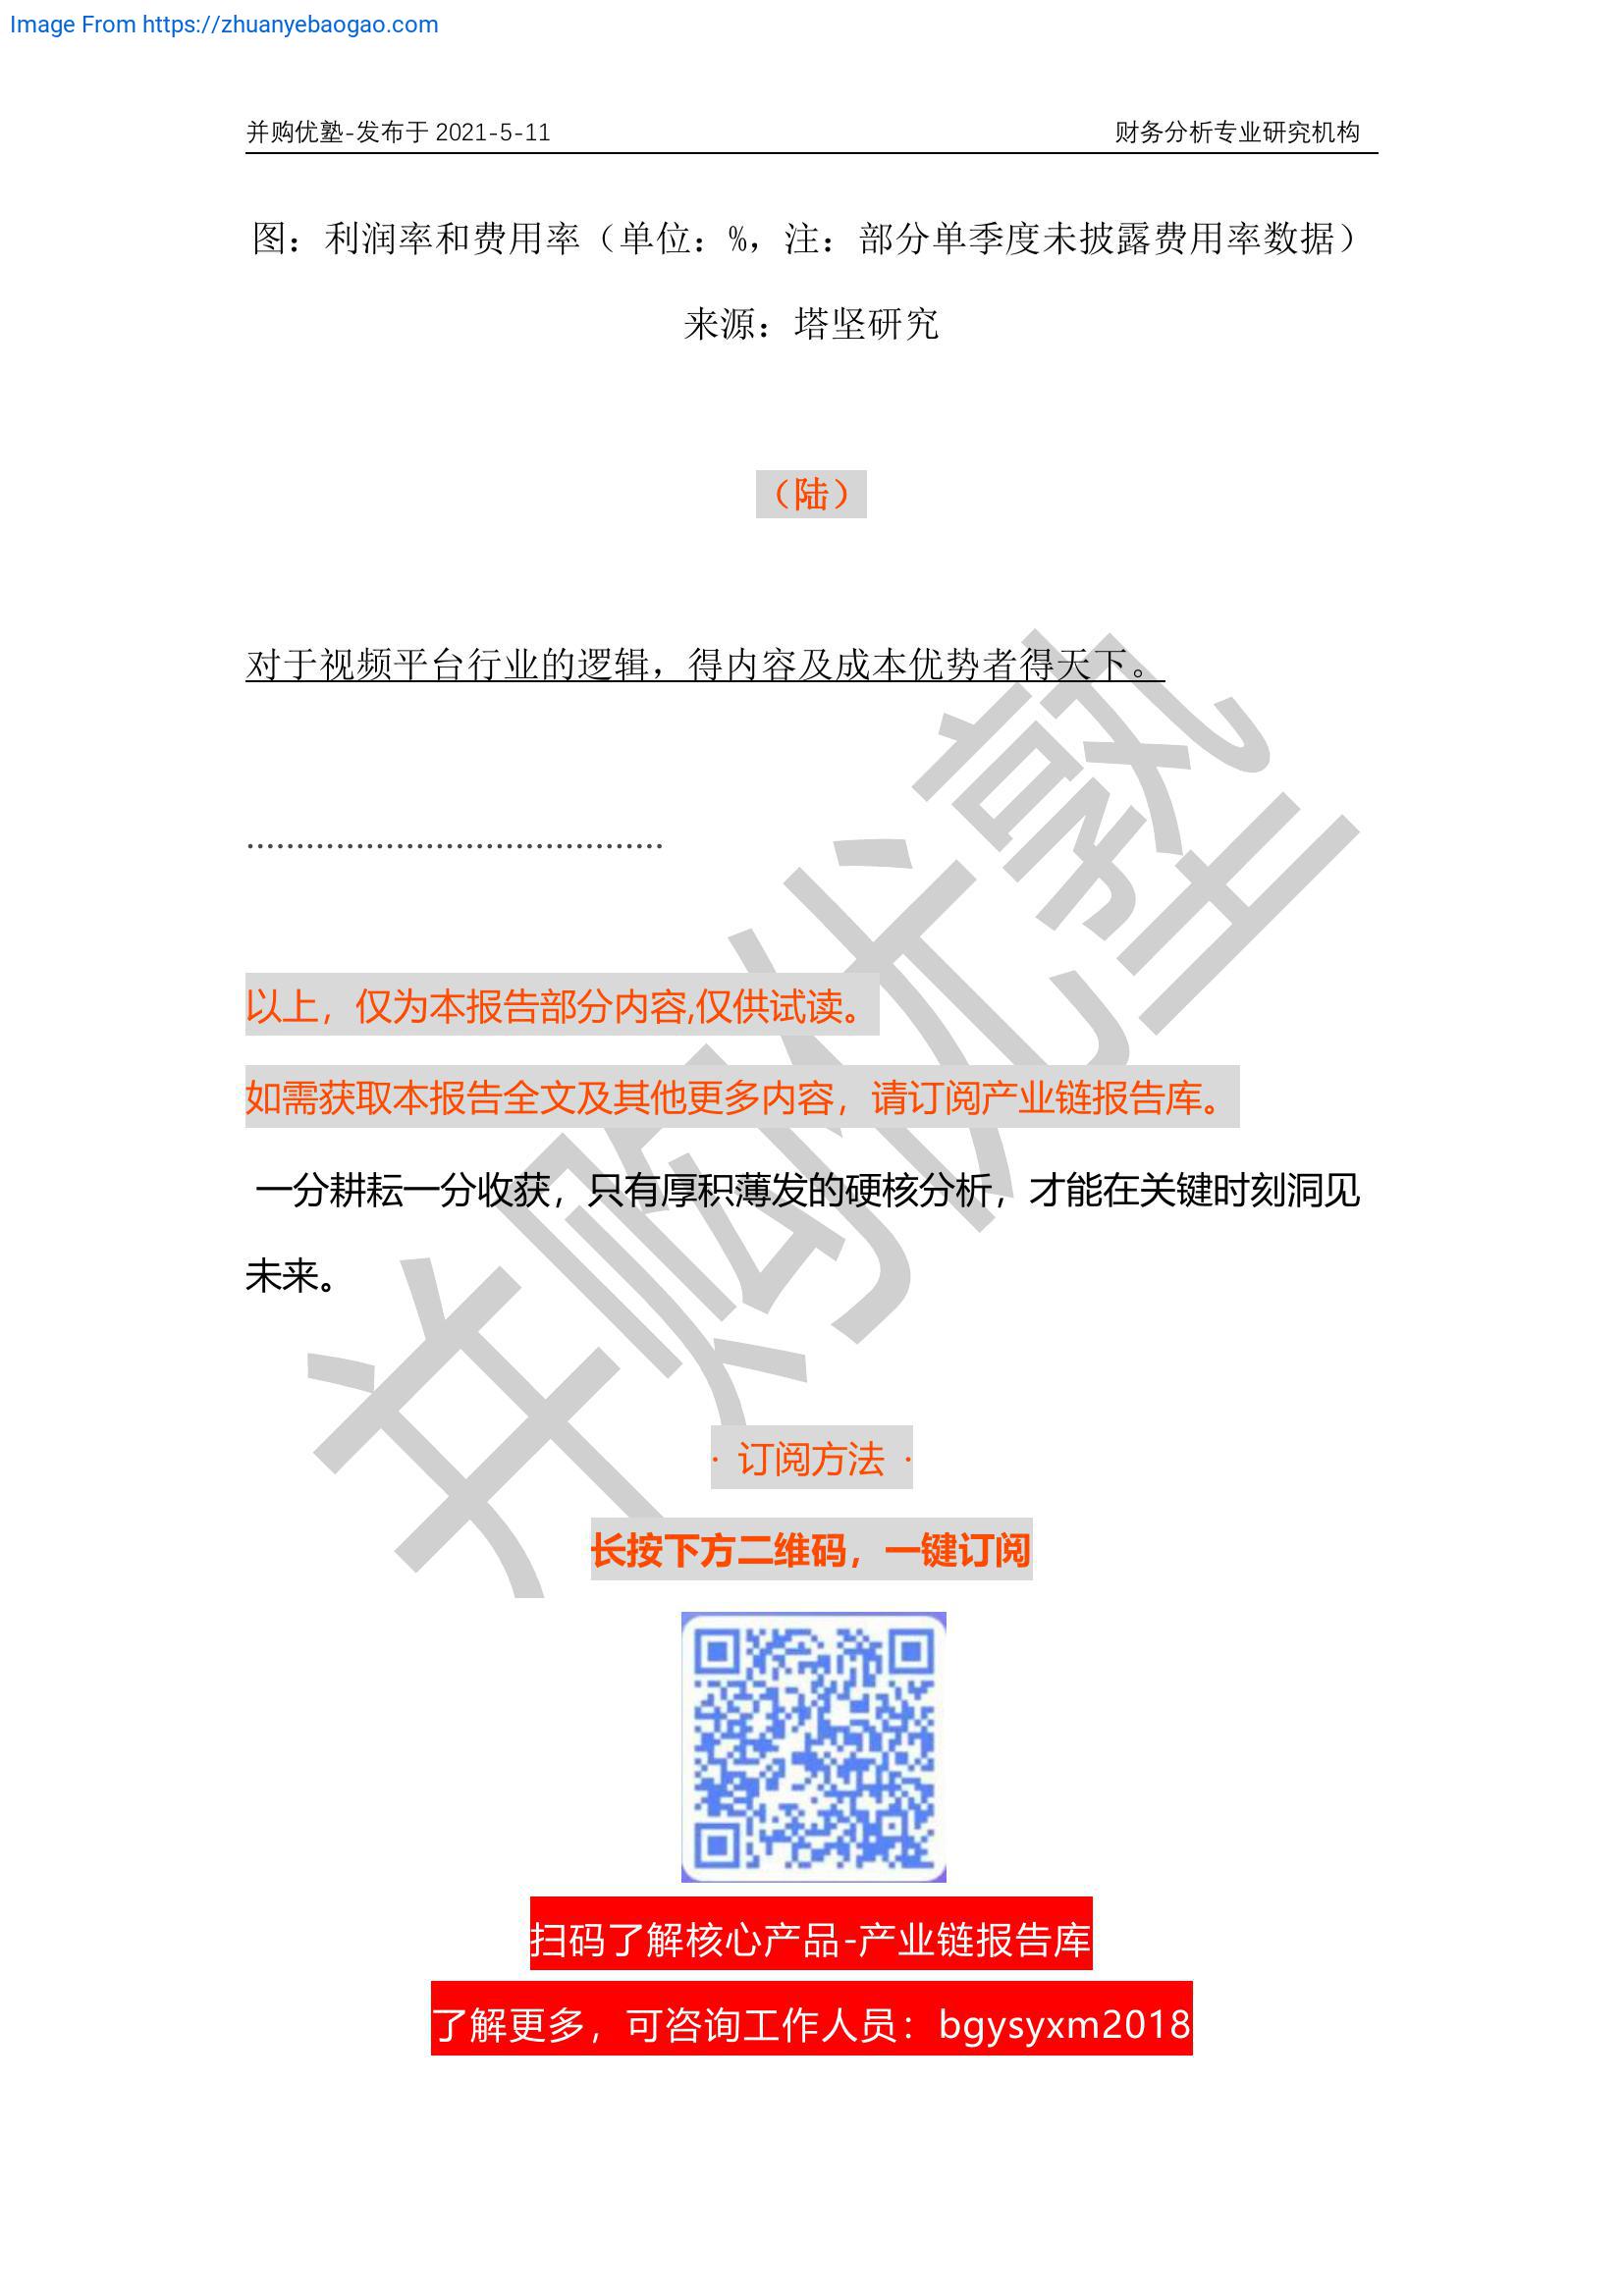 Image From https://zhuanyebaogao.com
并购优塾-发布于 2021-5-11 财务分析专业研究机构
图：利润率和费用率（单位：%，注：部分单季度未披露费用率数据）
来源：塔坚研究
（陆）
对于视频平台行业的逻辑，得内容及成本优势者得天下。
..........................................
以上，仅为本报告部分内容,仅供试读。
如需获取本报告全文及其他更多内容，请订阅产业链报告库。
一分耕耘一分收获，只有厚积薄发的硬核分析，才能在关键时刻洞见
未来。
并购优塾
· 订阅方法 ·
长按下方二维码，一键订阅
扫码了解核心产品-产业链报告库
了解更多，可咨询工作人员：bgysyxm2018